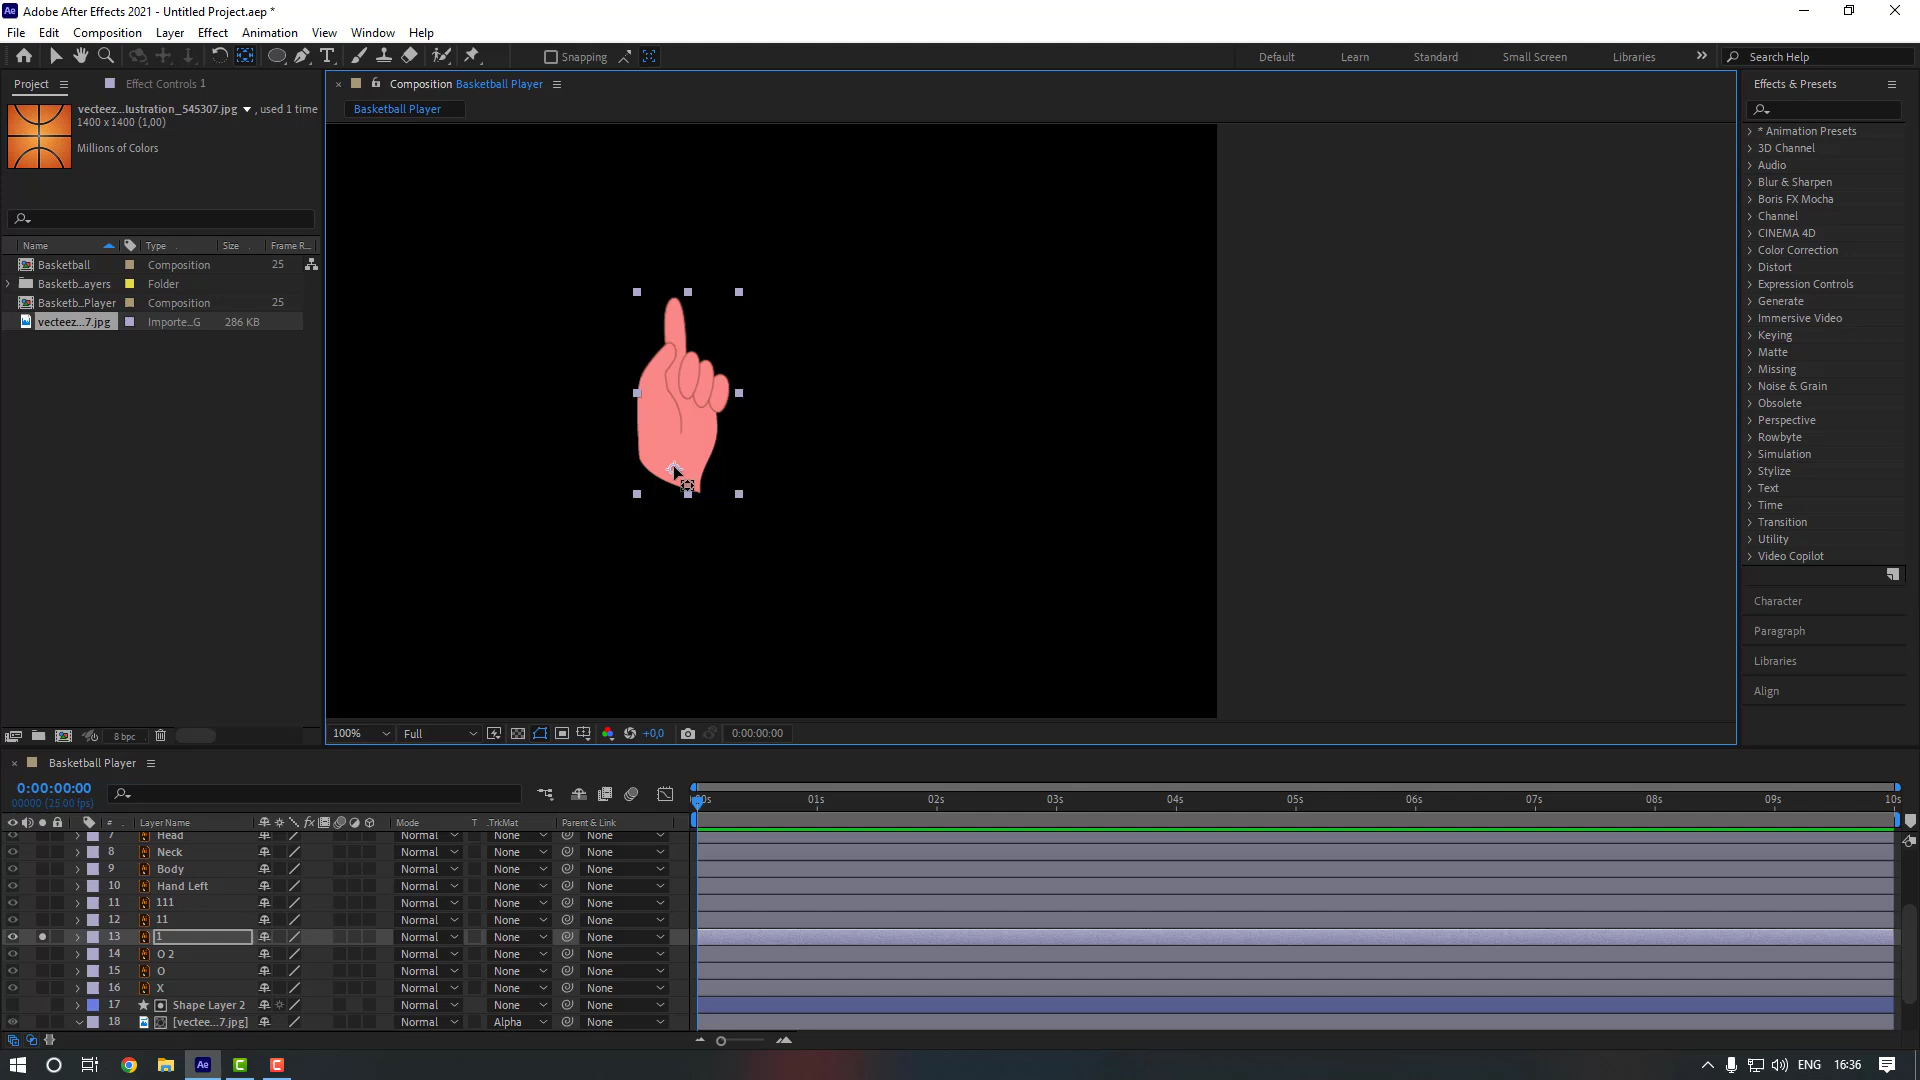 Adobe After Effects 2021 - Untitled Project.aep *
File Edit Composition Layer Effect Animation View Window Help
Snapping Default Learn Standard Small Screen Libraries Search Help
Project Effect Controls 1
vecteez...lustration _545307.jpg , used 1 time
1400 x 1400 (1,00)
Millions of Colors
Name Type Size Frame R...
Basketball Composition 25
Basketb...ayers Folder
Basketb...Player Composition 25
vecteez...7.jpg Importe...G 286 KB
8 bpc
Composition Basketball Player
Basketball Player
100% Full +0,0 0:00:00:00
Effects & Presets
* Animation Presets
3D Channel
Audio
Blur & Sharpen
Boris FX Mocha
Channel
CINEMA 4D
Color Correction
Distort
Expression Controls
Generate
Immersive Video
Keying
Matte
Missing
Noise & Grain
Obsolete
Perspective
Rowbyte
Simulation
Stylize
Text
Time
Transition
Utility
Video Copilot
Character
Paragraph
Libraries
Align
Basketball Player
0:00:00:00
00000 (25.00 fps)
00s 01s 02s 03s 04s 05s 06s 07s 08s 09s 10s
# Layer Name fx Mode T .TrkMat Parent & Link
7 Head Normal None None
8 Neck Normal None None
9 Body Normal None None
10 Hand Left Normal None None
11 111 Normal None None
12 11 Normal None None
13 1 Normal None None
14 O 2 Normal None None
15 O Normal None None
16 X Normal None None
17 Shape Layer 2 Normal None None
18 [vectee...7.jpg] Normal Alpha None
ENG 16:36